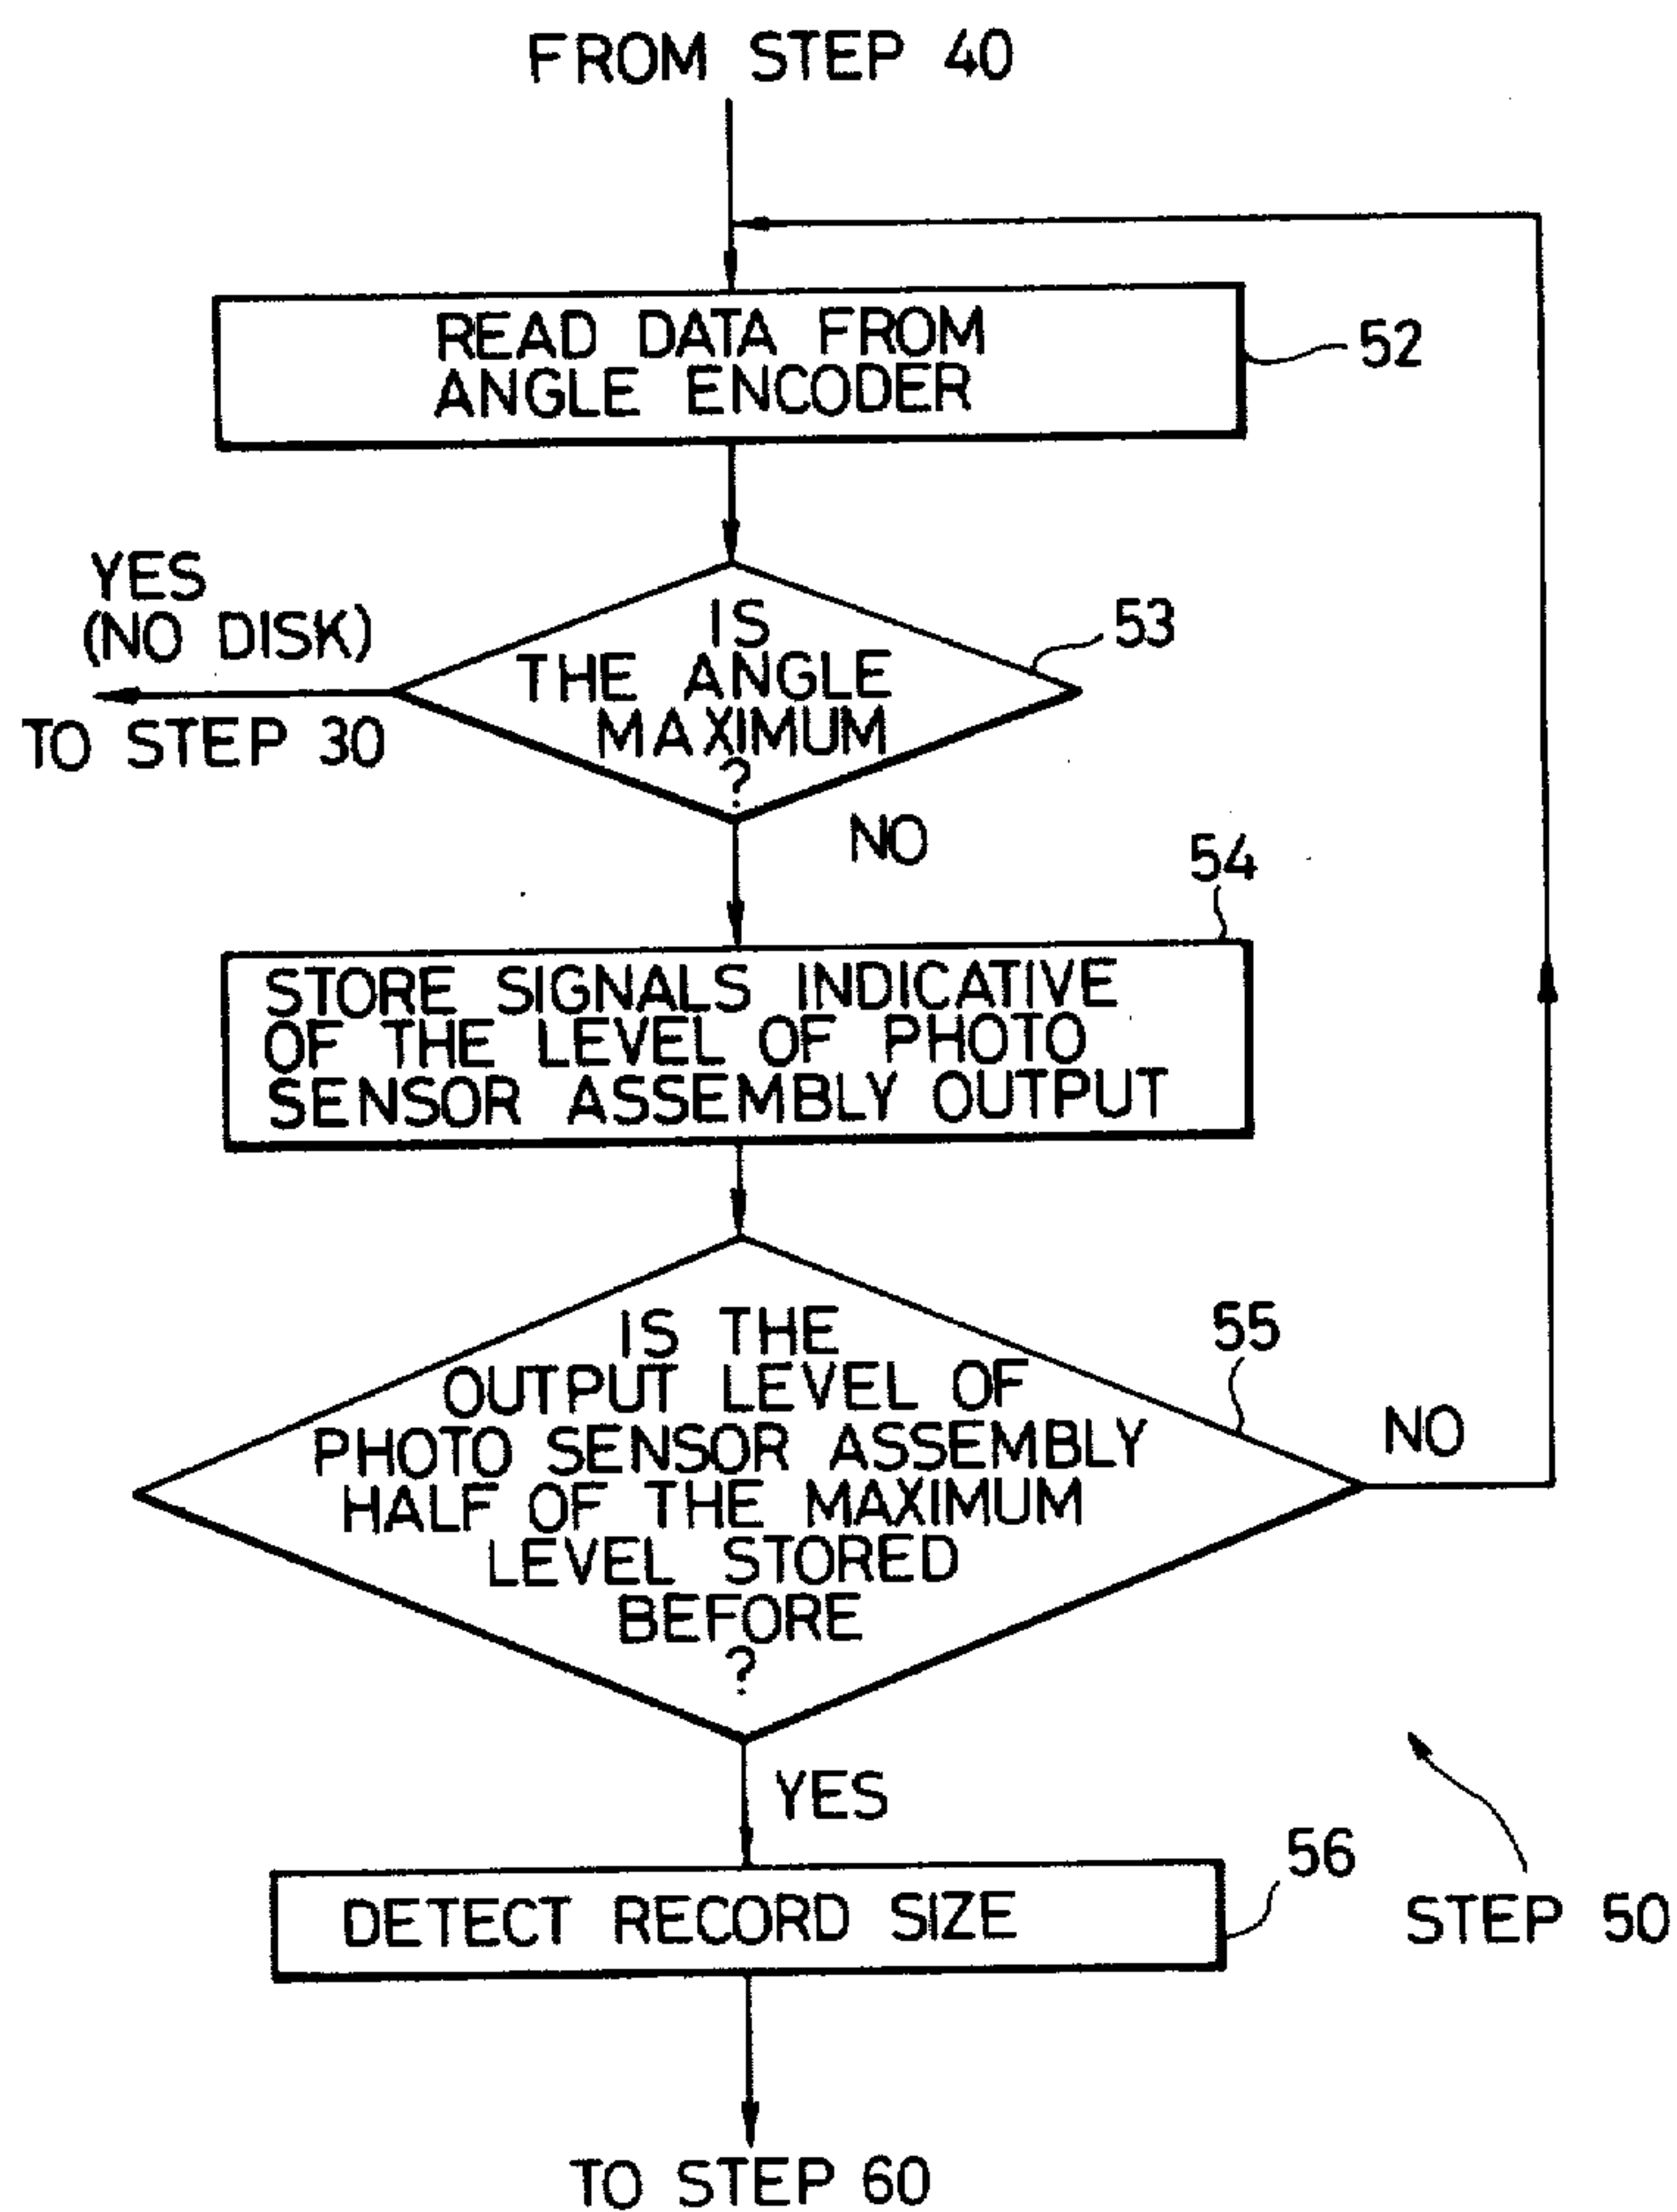 FROM STEP 40
READ DATA FROM
ANGLE ENCODER
52
YES
(NO DISK)
TO STEP 30
IS
THE ANGLE
MAXIMUM
?
53
NO
54
STORE SIGNALS INDICATIVE
OF THE LEVEL OF PHOTO
SENSOR ASSEMBLY OUTPUT
IS THE
OUTPUT LEVEL OF
PHOTO SENSOR ASSEMBLY
HALF OF THE MAXIMUM
LEVEL STORED
BEFORE
?
55
NO
YES
56
DETECT RECORD SIZE
STEP 50
TO STEP 60